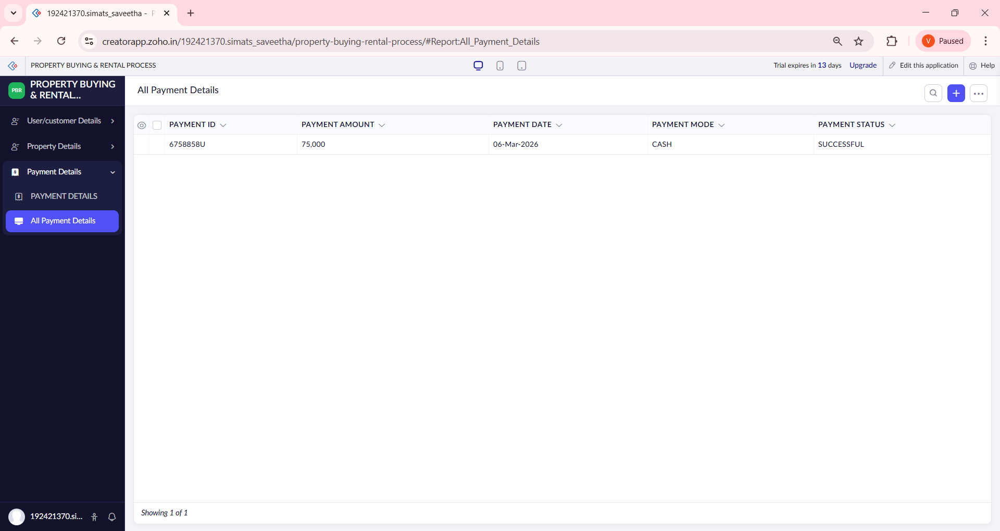 192421370.simats_saveetha - P
creatorapp.zoho.in/192421370.simats_saveetha/property-buying-rental-process/#Report:All_Payment_Details
V
Paused
PROPERTY BUYING & RENTAL PROCESS
Trial expires in 13 days
Upgrade
Edit this application
Help
PBR
PROPERTY BUYING
& RENTAL...
All Payment Details
User/customer Details
Property Details
Payment Details
PAYMENT DETAILS
All Payment Details
PAYMENT ID
PAYMENT AMOUNT
PAYMENT DATE
PAYMENT MODE
PAYMENT STATUS
6758858U
75,000
06-Mar-2026
CASH
SUCCESSFUL
Showing 1 of 1
192421370.si...